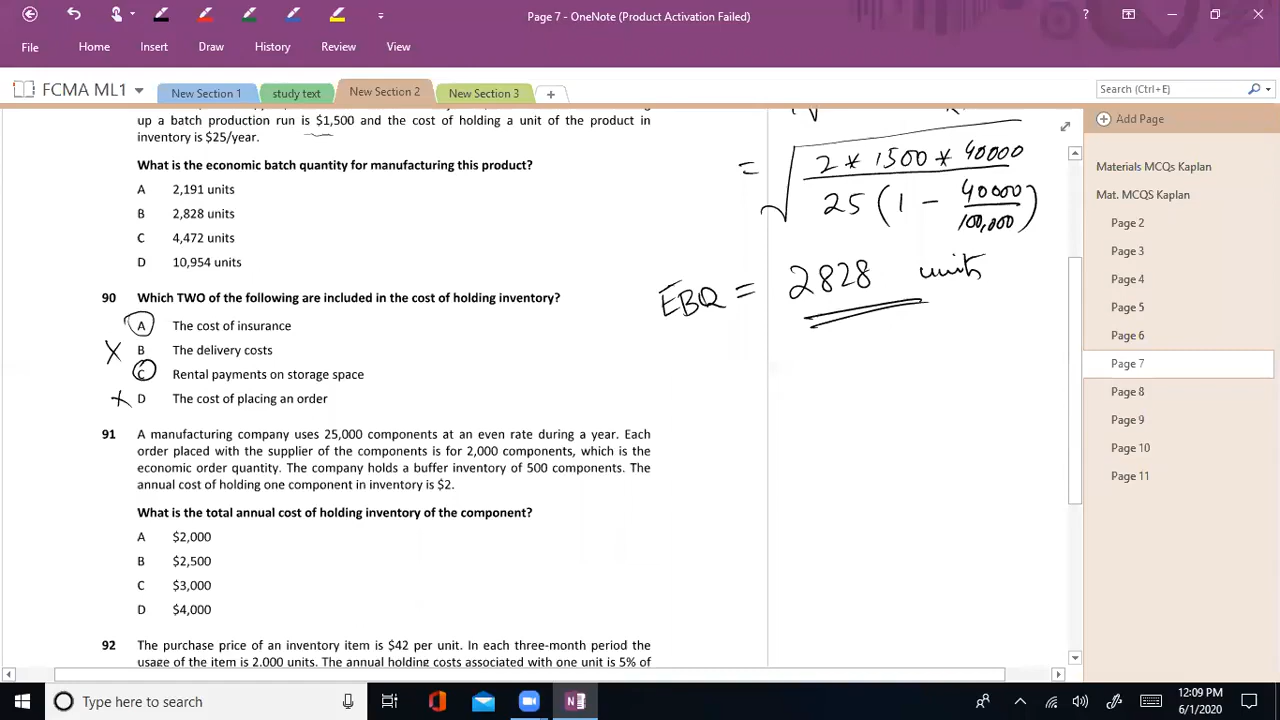 Page 7 - OneNote (Product Activation Failed)
?
File Home Insert Draw History Review View
FCMA ML1 New Section 1 study text New Section 2 New Section 3 Search (Ctrl+E)
up a batch production run is $1,500 and the cost of holding a unit of the product in
inventory is $25/year.
What is the economic batch quantity for manufacturing this product?
A 2,191 units
B 2,828 units
C 4,472 units
D 10,954 units
90 Which TWO of the following are included in the cost of holding inventory?
A The cost of insurance
B The delivery costs
C Rental payments on storage space
D The cost of placing an order
91 A manufacturing company uses 25,000 components at an even rate during a year. Each
order placed with the supplier of the components is for 2,000 components, which is the
economic order quantity. The company holds a buffer inventory of 500 components. The
annual cost of holding one component in inventory is $2.
What is the total annual cost of holding inventory of the component?
A $2,000
B $2,500
C $3,000
D $4,000
92 The purchase price of an inventory item is $42 per unit. In each three-month period the
usage of the item is 2,000 units. The annual holding costs associated with one unit is 5% of
= √ 2 * 1500 * 40000
25 (1 - 40000
100,000 )
EBQ = 2828 units
Add Page
Materials MCQs Kaplan
Mat. MCQS Kaplan
Page 2
Page 3
Page 4
Page 5
Page 6
Page 7
Page 8
Page 9
Page 10
Page 11
Type here to search
12:09 PM
6/1/2020